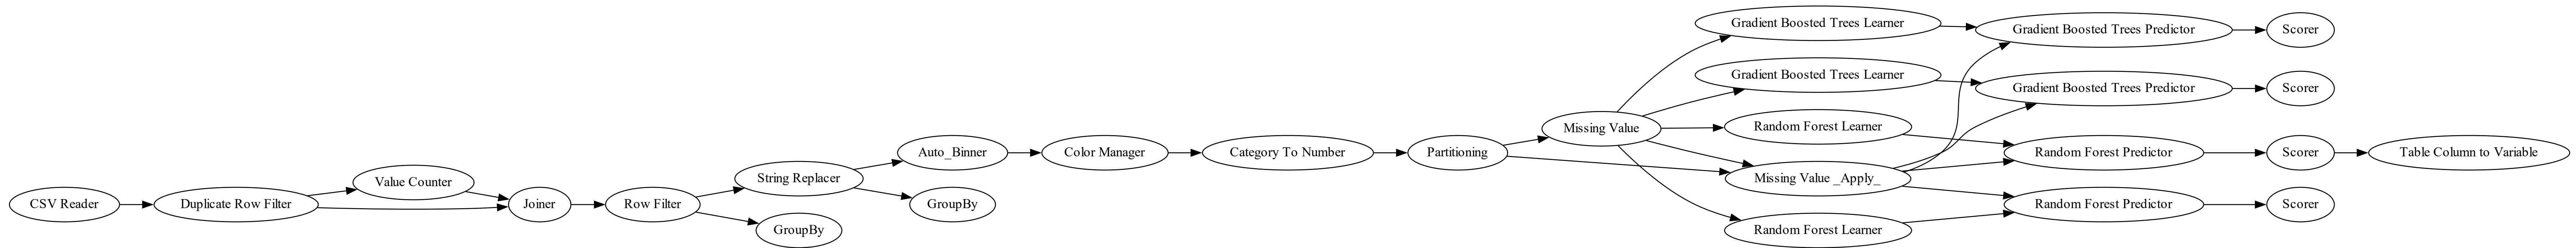 CSV Reader
Duplicate Row Filter
Value Counter
Joiner
Row Filter
String Replacer
GroupBy
Auto_Binner
GroupBy
Color Manager
Category To Number
Partitioning
Missing Value
Gradient Boosted Trees Learner
Gradient Boosted Trees Learner
Random Forest Learner
Missing Value _Apply_
Random Forest Learner
Gradient Boosted Trees Predictor
Gradient Boosted Trees Predictor
Random Forest Predictor
Random Forest Predictor
Scorer
Scorer
Scorer
Scorer
Table Column to Variable